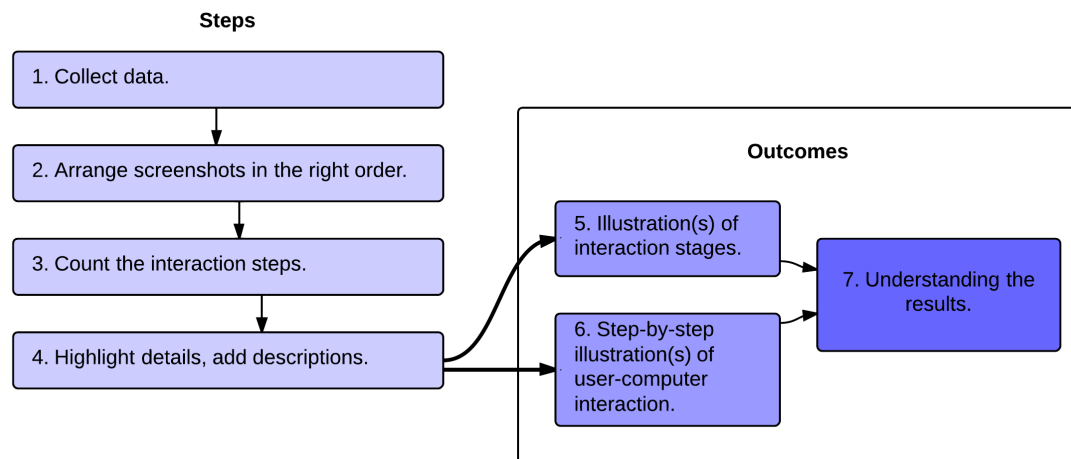 Steps
1. Collect data.
2. Arrange screenshots in the right order.
3. Count the interaction steps.
4. Highlight details, add descriptions.
Outcomes
5. Illustration(s) of
interaction stages.
6. Step-by-step
illustration(s) of
user-computer
interaction.
7. Understanding the
results.